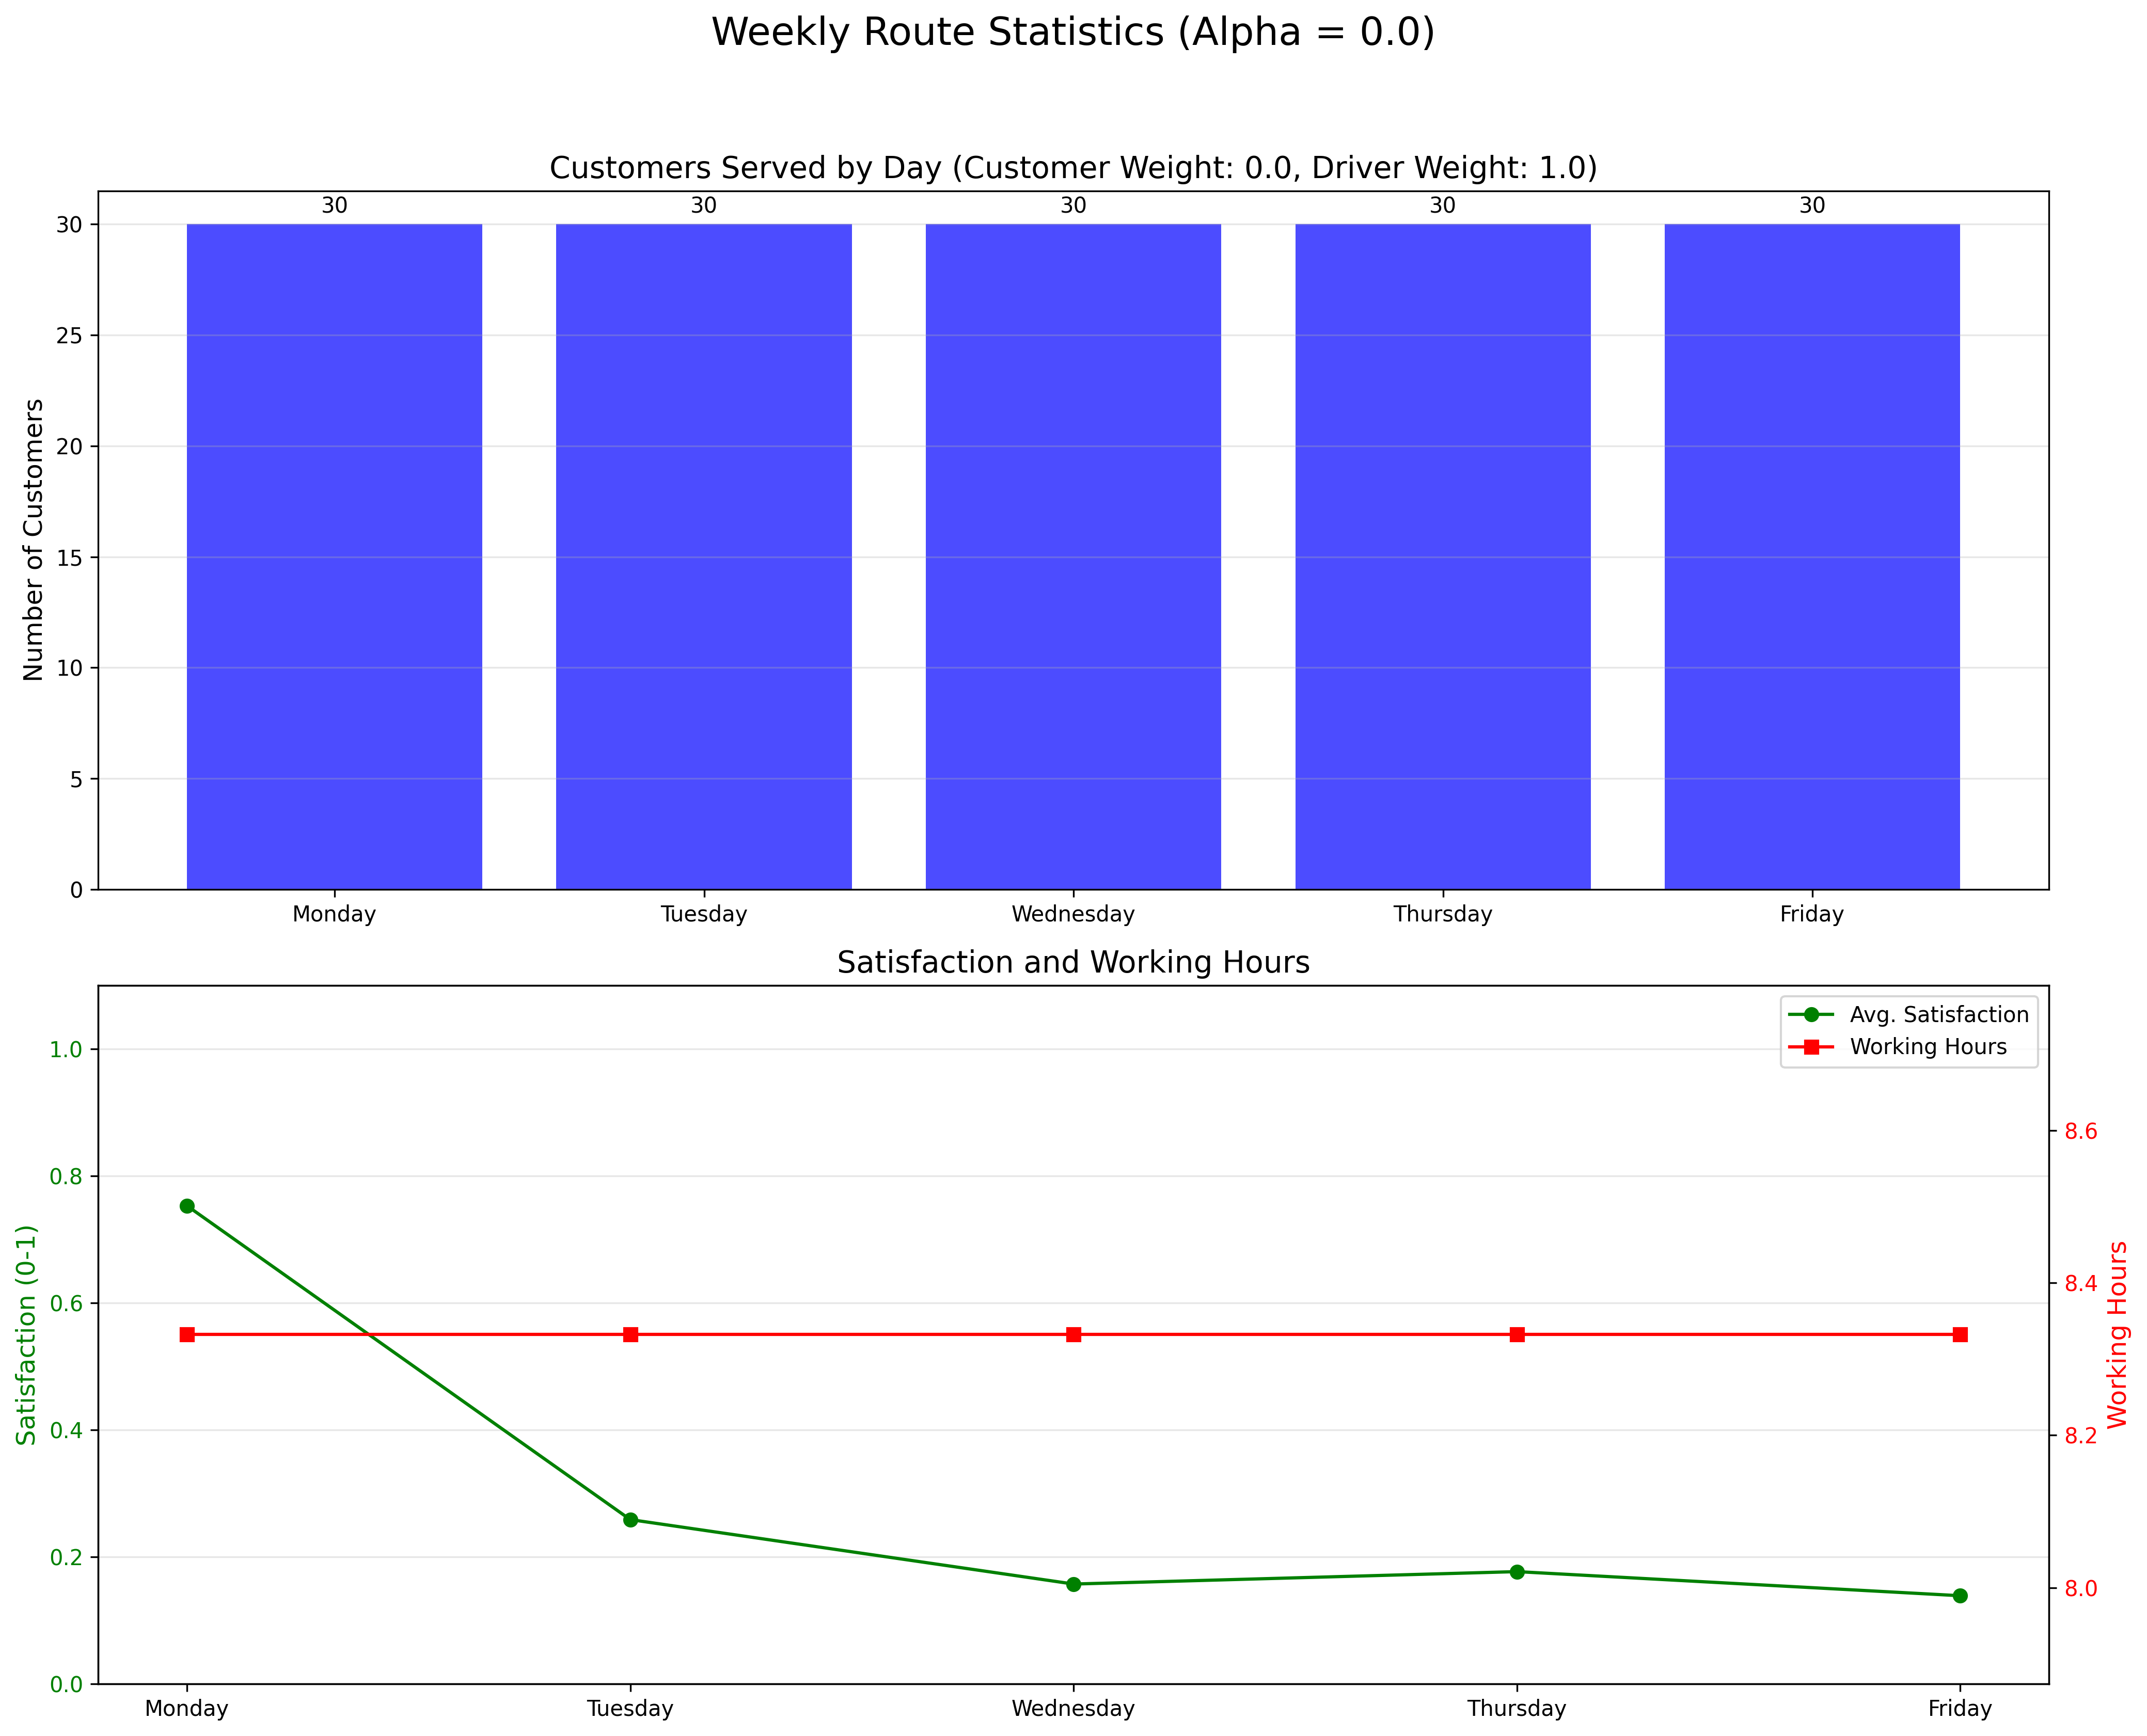 Weekly Route Statistics (Alpha = 0.0)
Customers Served by Day (Customer Weight: 0.0, Driver Weight: 1.0)
30 30 30 30 30
Number of Customers
30
25
20
15
10
5
0
Monday Tuesday Wednesday Thursday Friday
Satisfaction and Working Hours
Avg. Satisfaction
Working Hours
Satisfaction (0-1)
1.0
0.8
0.6
0.4
0.2
0.0
8.6
8.4
8.2
8.0
Working Hours
Monday Tuesday Wednesday Thursday Friday